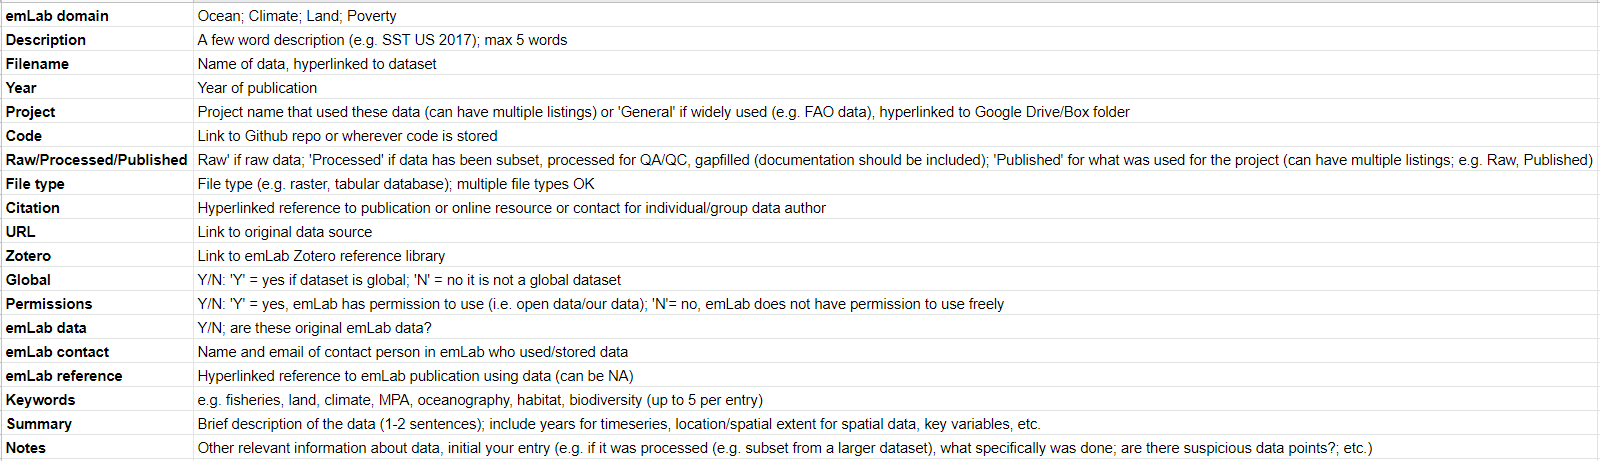 emLab domain Ocean; Climate; Land; Poverty
Description A few word description (e.g. SST US 2017); max 5 words
Filename Name of data, hyperlinked to dataset
Year Year of publication
Project Project name that used these data (can have multiple listings) or 'General' if widely used (e.g. FAO data), hyperlinked to Google Drive/Box folder
Code Link to Github repo or wherever code is stored
Raw/Processed/Published Raw' if raw data; 'Processed' if data has been subset, processed for QA/QC, gapfilled (documentation should be included); 'Published' for what was used for the project (can have multiple listings; e.g. Raw, Published)
File type File type (e.g. raster, tabular database); multiple file types OK
Citation Hyperlinked reference to publication or online resource or contact for individual/group data author
URL Link to original data source
Zotero Link to emLab Zotero reference library
Global Y/N: 'Y' = yes if dataset is global; 'N' = no it is not a global dataset
Permissions Y/N: 'Y' = yes, emLab has permission to use (i.e. open data/our data); 'N'= no, emLab does not have permission to use freely
emLab data Y/N; are these original emLab data?
emLab contact Name and email of contact person in emLab who used/stored data
emLab reference Hyperlinked reference to emLab publication using data (can be NA)
Keywords e.g. fisheries, land, climate, MPA, oceanography, habitat, biodiversity (up to 5 per entry)
Summary Brief description of the data (1-2 sentences); include years for timeseries, location/spatial extent for spatial data, key variables, etc.
Notes Other relevant information about data, initial your entry (e.g. if it was processed (e.g. subset from a larger dataset), what specifically was done; are there suspicious data points?; etc.)